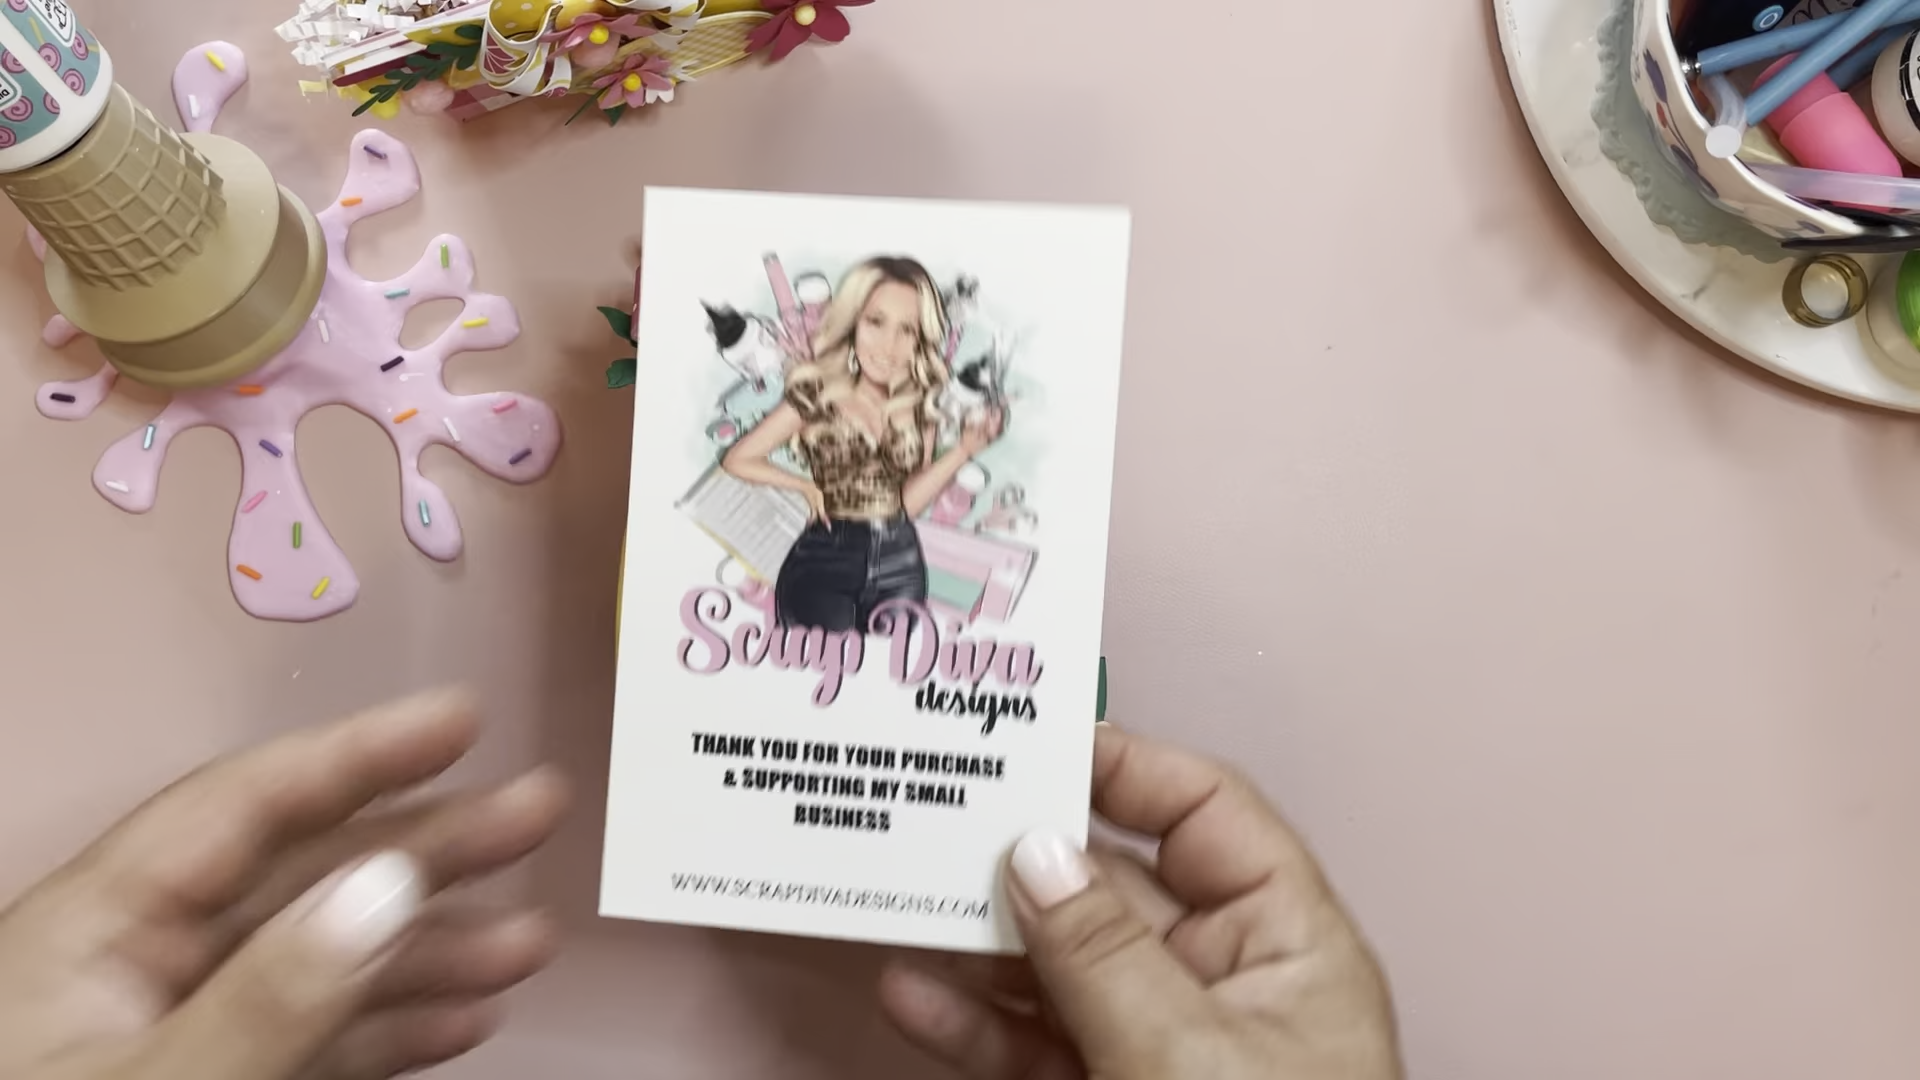 Scrap Diva
designs
THANK YOU FOR YOUR PURCHASE
& SUPPORTING MY SMALL
BUSINESS
WWW.SCRAPDIVADESIGNS.COM